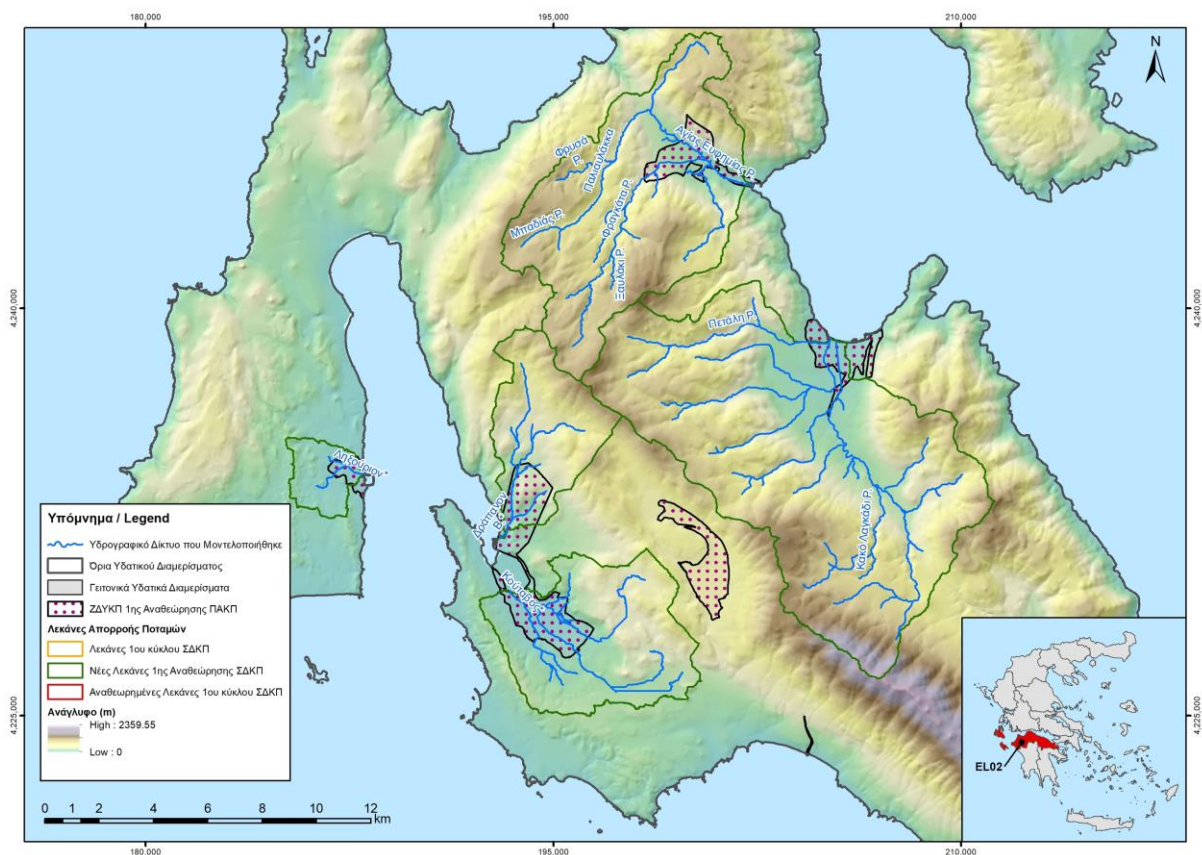 180,000
195,000
210,000
N
Αγίας Ευφημίας Ρ.
Φρυσά
Ρ.
Παλιαυλάκκα
Μπαδιάς Ρ.
Φραγκάτα Ρ.
Ξαυλάκι Ρ.
4,240,000
4,240,000
Πετάλη Ρ.
Ληξούριον*
Δράπανον
Β*
Κακό Λαγκάδι Ρ.
Κούταβος*
Υπόμνημα / Legend
Υδρογραφικό Δίκτυο που Μοντελοποιήθηκε
Όρια Υδατικού Διαμερίσματος
Γειτονικά Υδατικά Διαμερίσματα
ΖΔΥΚΠ 1ης Αναθεώρησης ΠΑΚΠ
Λεκάνες Απορροής Ποταμών
Λεκάνες 1ου κύκλου ΣΔΚΠ
Νέες Λεκάνες 1ης Αναθεώρησης ΣΔΚΠ
Αναθεωρημένες Λεκάνες 1ου κύκλου ΣΔΚΠ
Ανάγλυφο (m)
High : 2359.55
Low : 0
4,225,000
4,225,000
EL02
0 1 2 4 6 8 10 12
km
180,000
195,000
210,000